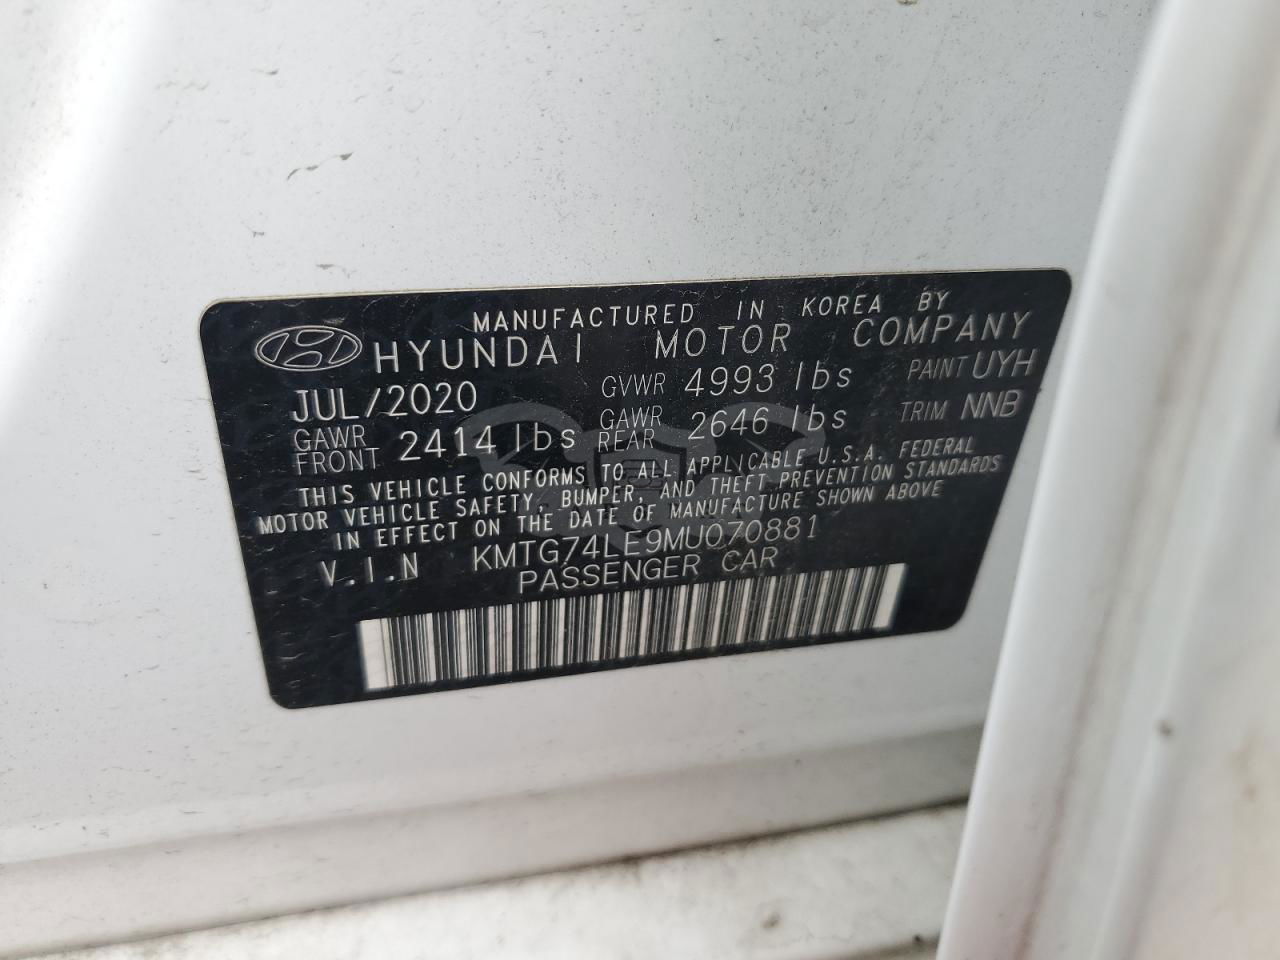 MANUFACTURED IN KOREA BY
HYUNDAI MOTOR COMPANY
JUL/2020 GVWR 4993 lbs PAINT UYH
GAWR FRONT 2414 lbs GAWR REAR 2646 lbs TRIM NNB
THIS VEHICLE CONFORMS TO ALL APPLICABLE U.S.A. FEDERAL
MOTOR VEHICLE SAFETY, BUMPER, AND THEFT PREVENTION STANDARDS
IN EFFECT ON THE DATE OF MANUFACTURE SHOWN ABOVE
V.I.N KMTG74LE9MU070881
PASSENGER CAR